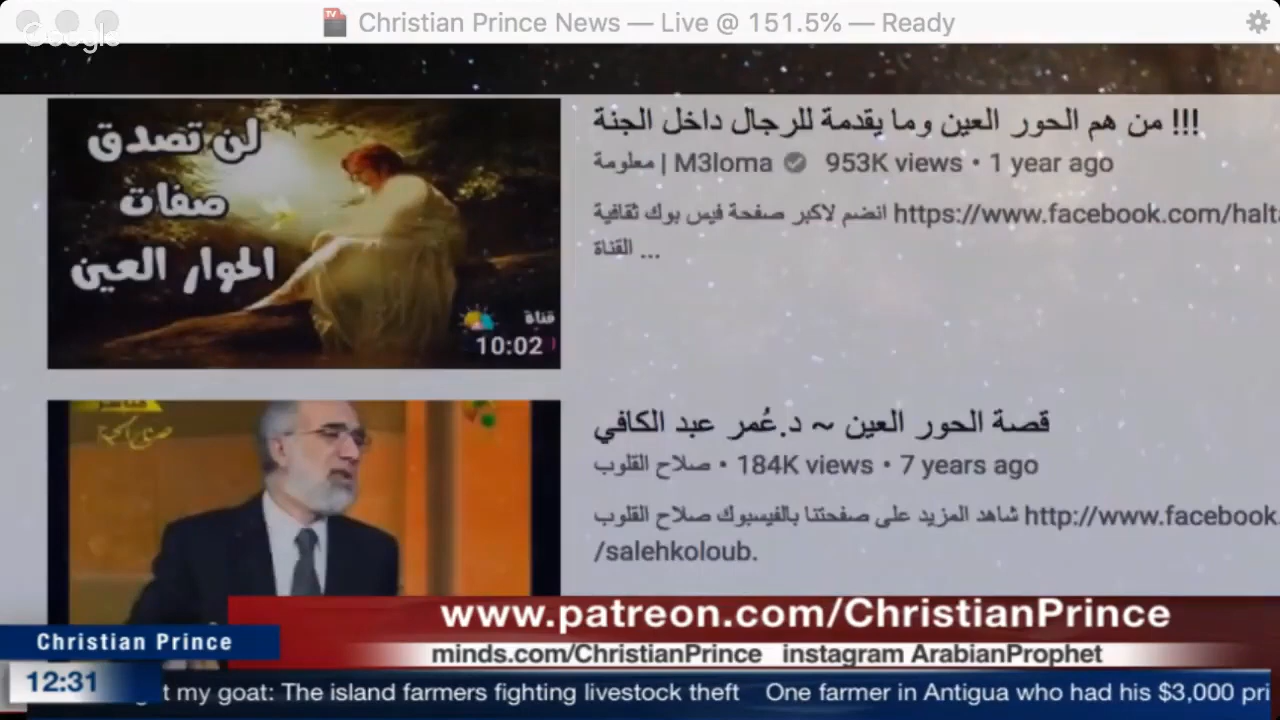 TV
Christian Prince News — Live @ 151.5% — Ready
Google
لن تصدق
صفات
الحوار العين
قناة
10:02
من هم الحور العين وما يقدمة للرجال داخل الجنة !!!
معلومة | M3loma 953K views • 1 year ago
انضم لاكبر صفحة فيس بوك ثقافية https://www.facebook.com/halt
القناة ...
قصة الحور العين ~ د.عُمر عبد الكافي
صلاح القلوب • 184K views • 7 years ago
شاهد المزيد على صفحتنا بالفيسبوك صلاح القلوب http://www.facebook
/salehkoloub.
www.patreon.com/ChristianPrince
Christian Prince
minds.com/ChristianPrince instagram ArabianProphet
12:31
t my goat: The island farmers fighting livestock theft One farmer in Antigua who had his $3,000 pri